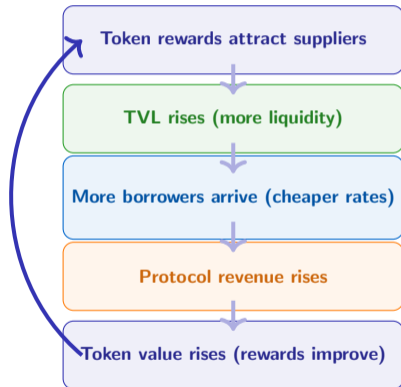 Token rewards attract suppliers
TVL rises (more liquidity)
More borrowers arrive (cheaper rates)
Protocol revenue rises
Token value rises (rewards improve)